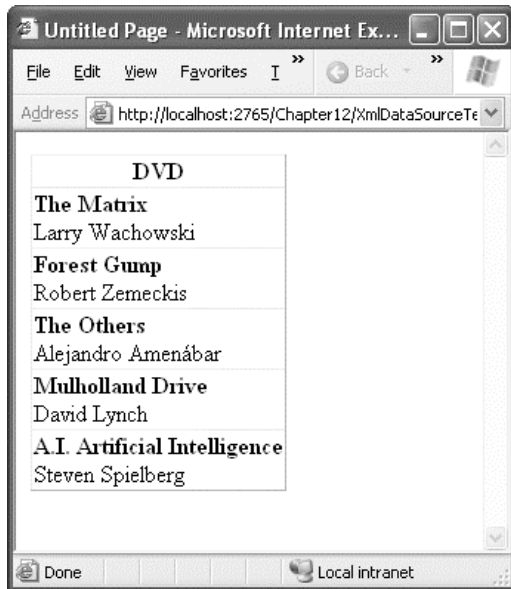 Untitled Page - Microsoft Internet Ex...
File Edit View Favorites T » Back »
Address http://localhost:2765/Chapter12/XmlDataSourceTe
DVD
The Matrix
Larry Wachowski
Forest Gump
Robert Zemeckis
The Others
Alejandro Amenábar
Mulholland Drive
David Lynch
A.I. Artificial Intelligence
Steven Spielberg
Done Local intranet